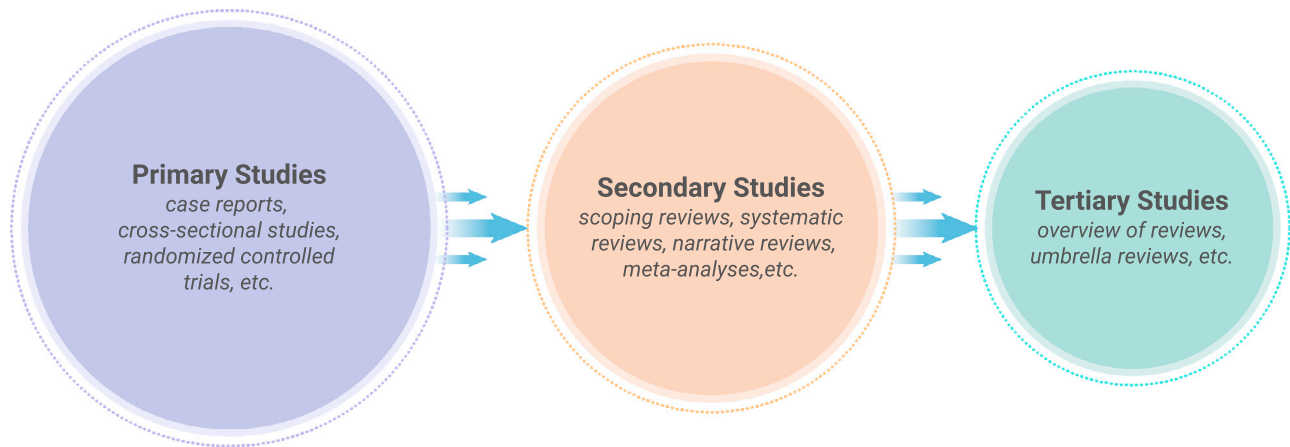 Primary Studies
case reports,
cross-sectional studies,
randomized controlled
trials, etc.
Secondary Studies
scoping reviews, systematic
reviews, narrative reviews,
meta-analyses,etc.
Tertiary Studies
overview of reviews,
umbrella reviews, etc.